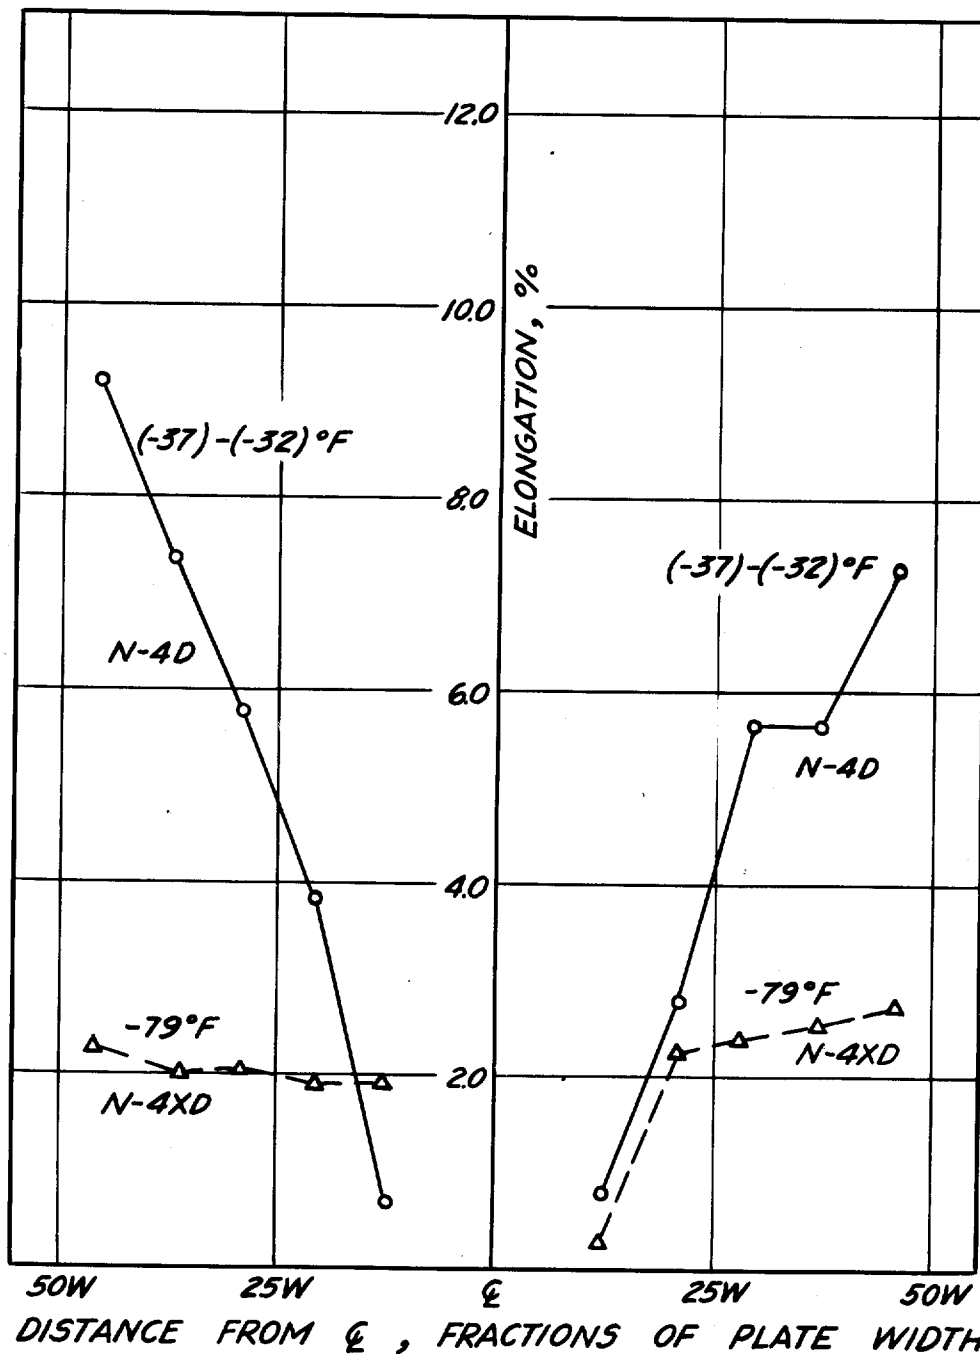 12.0
10.0
ELONGATION, %
(-37)-(-32)°F
8.0
(-37)-(-32)°F
N-4D
6.0
N-4D
4.0
-79°F
-79°F
N-4XD
2.0
N-4XD
50W 25W ℄ 25W 50W
DISTANCE FROM ℄, FRACTIONS OF PLATE WIDTH